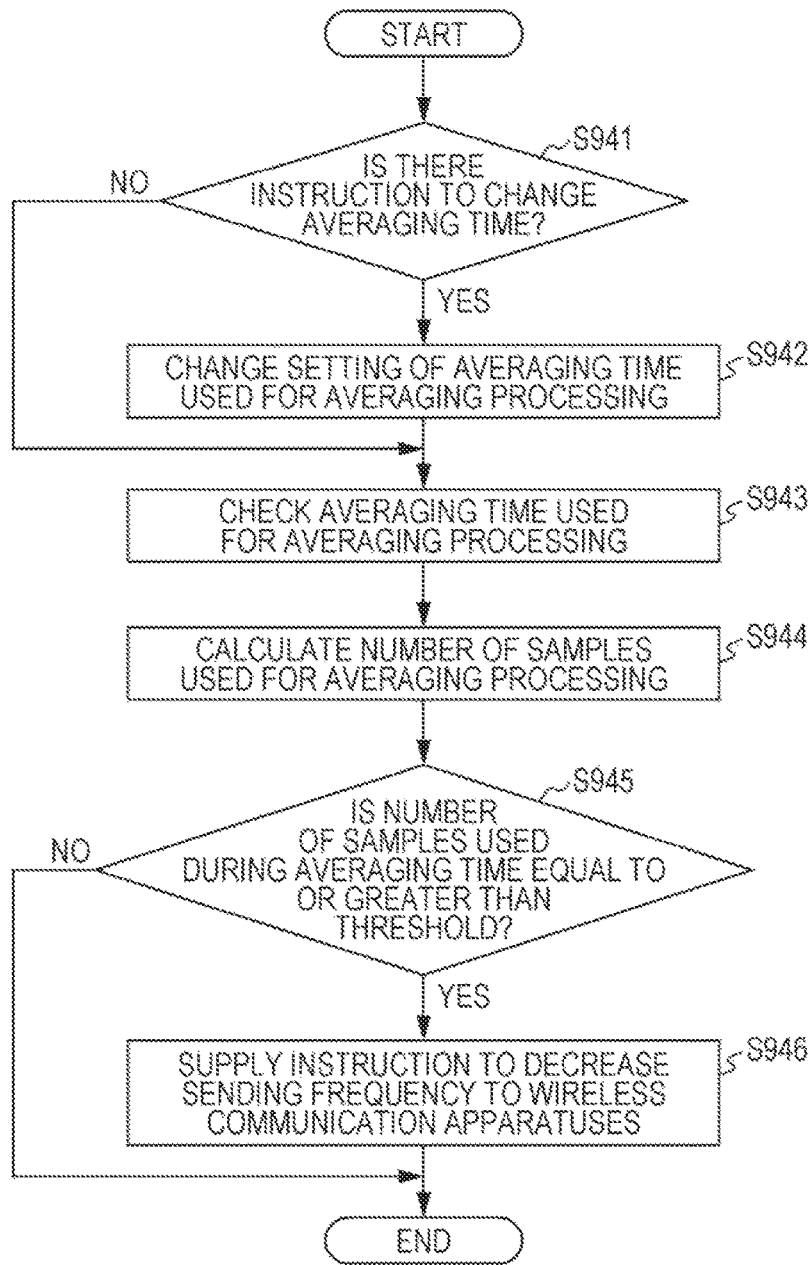 START
S941
IS THERE
INSTRUCTION TO CHANGE
AVERAGING TIME?
NO
YES
S942
CHANGE SETTING OF AVERAGING TIME
USED FOR AVERAGING PROCESSING
S943
CHECK AVERAGING TIME USED
FOR AVERAGING PROCESSING
S944
CALCULATE NUMBER OF SAMPLES
USED FOR AVERAGING PROCESSING
S945
IS NUMBER
OF SAMPLES USED
DURING AVERAGING TIME EQUAL TO
OR GREATER THAN
THRESHOLD?
NO
YES
S946
SUPPLY INSTRUCTION TO DECREASE
SENDING FREQUENCY TO WIRELESS
COMMUNICATION APPARATUSES
END